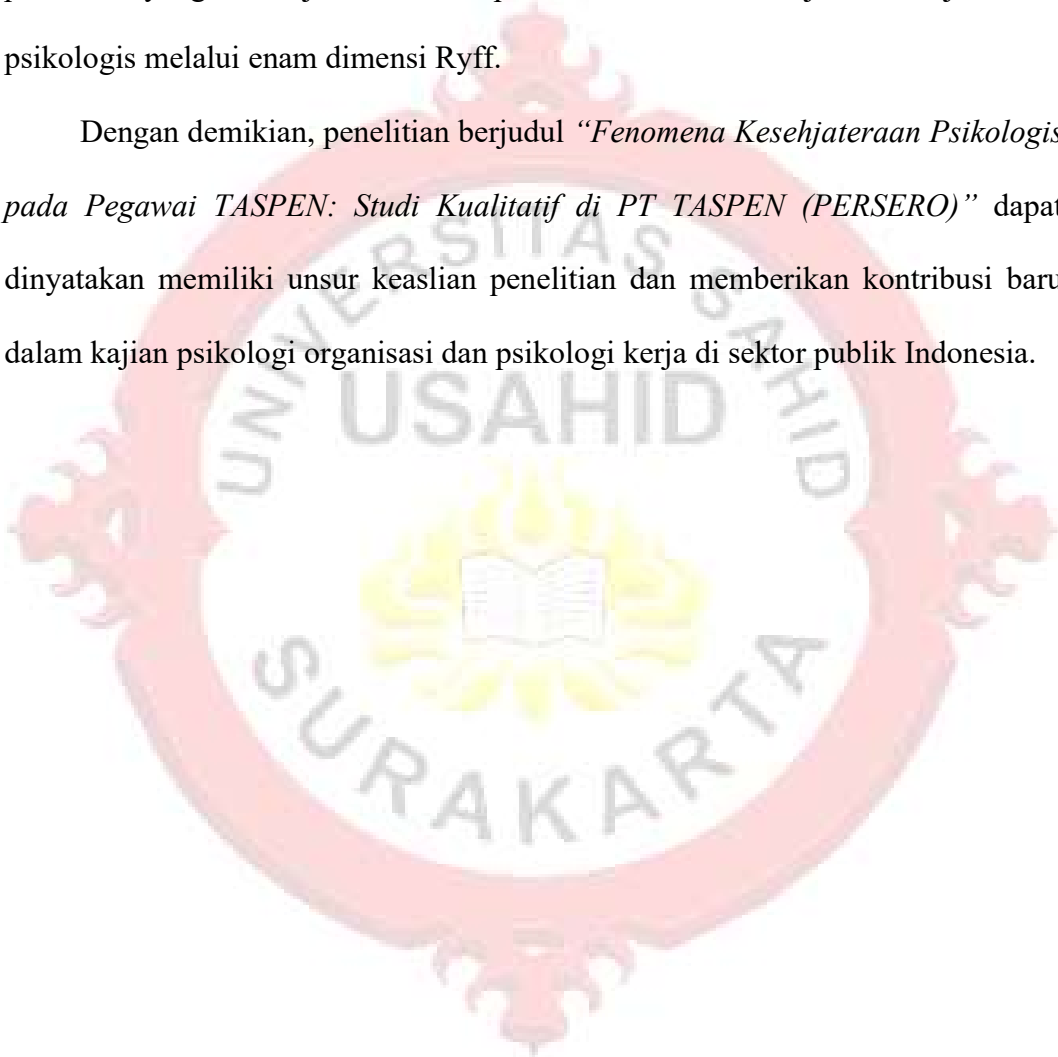 psikologis melalui enam dimensi Ryff.
Dengan demikian, penelitian berjudul “Fenomena Kesehjateraan Psikologis
pada Pegawai TASPEN: Studi Kualitatif di PT TASPEN (PERSERO)” dapat
dinyatakan memiliki unsur keaslian penelitian dan memberikan kontribusi baru
dalam kajian psikologi organisasi dan psikologi kerja di sektor publik Indonesia.
UNIVERSITAS SAHID
USAHID
SURAKARTA